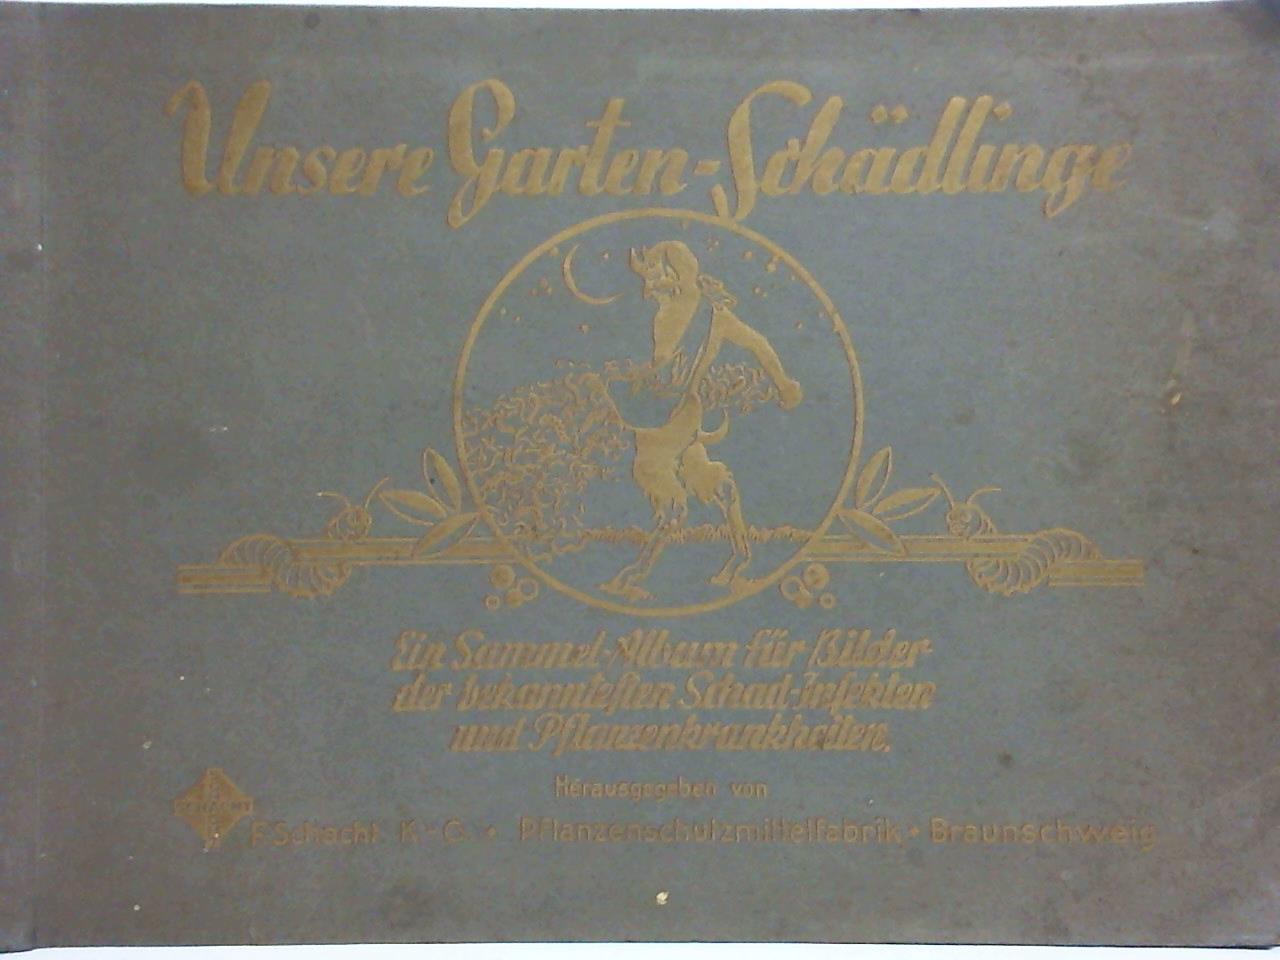 Unsere Garten-Schädlinge
Ein Sammel-Album für Bilder
der bekanntesten Schad-Insekten
und Pflanzenkrankheiten.
Herausgegeben von
SCHACHT
F. Schacht K.-G. • Pflanzenschutzmittelfabrik • Braunschweig